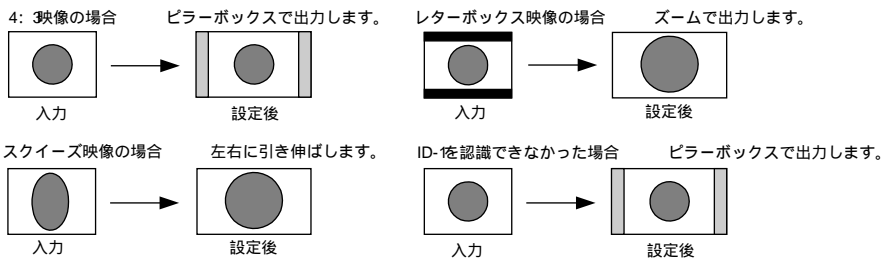 4：3映像の場合 ピラーボックスで出力します。
入力 設定後
レターボックス映像の場合 ズームで出力します。
入力 設定後
スクイーズ映像の場合 左右に引き伸ばします。
入力 設定後
ID-1を認識できなかった場合 ピラーボックスで出力します。
入力 設定後